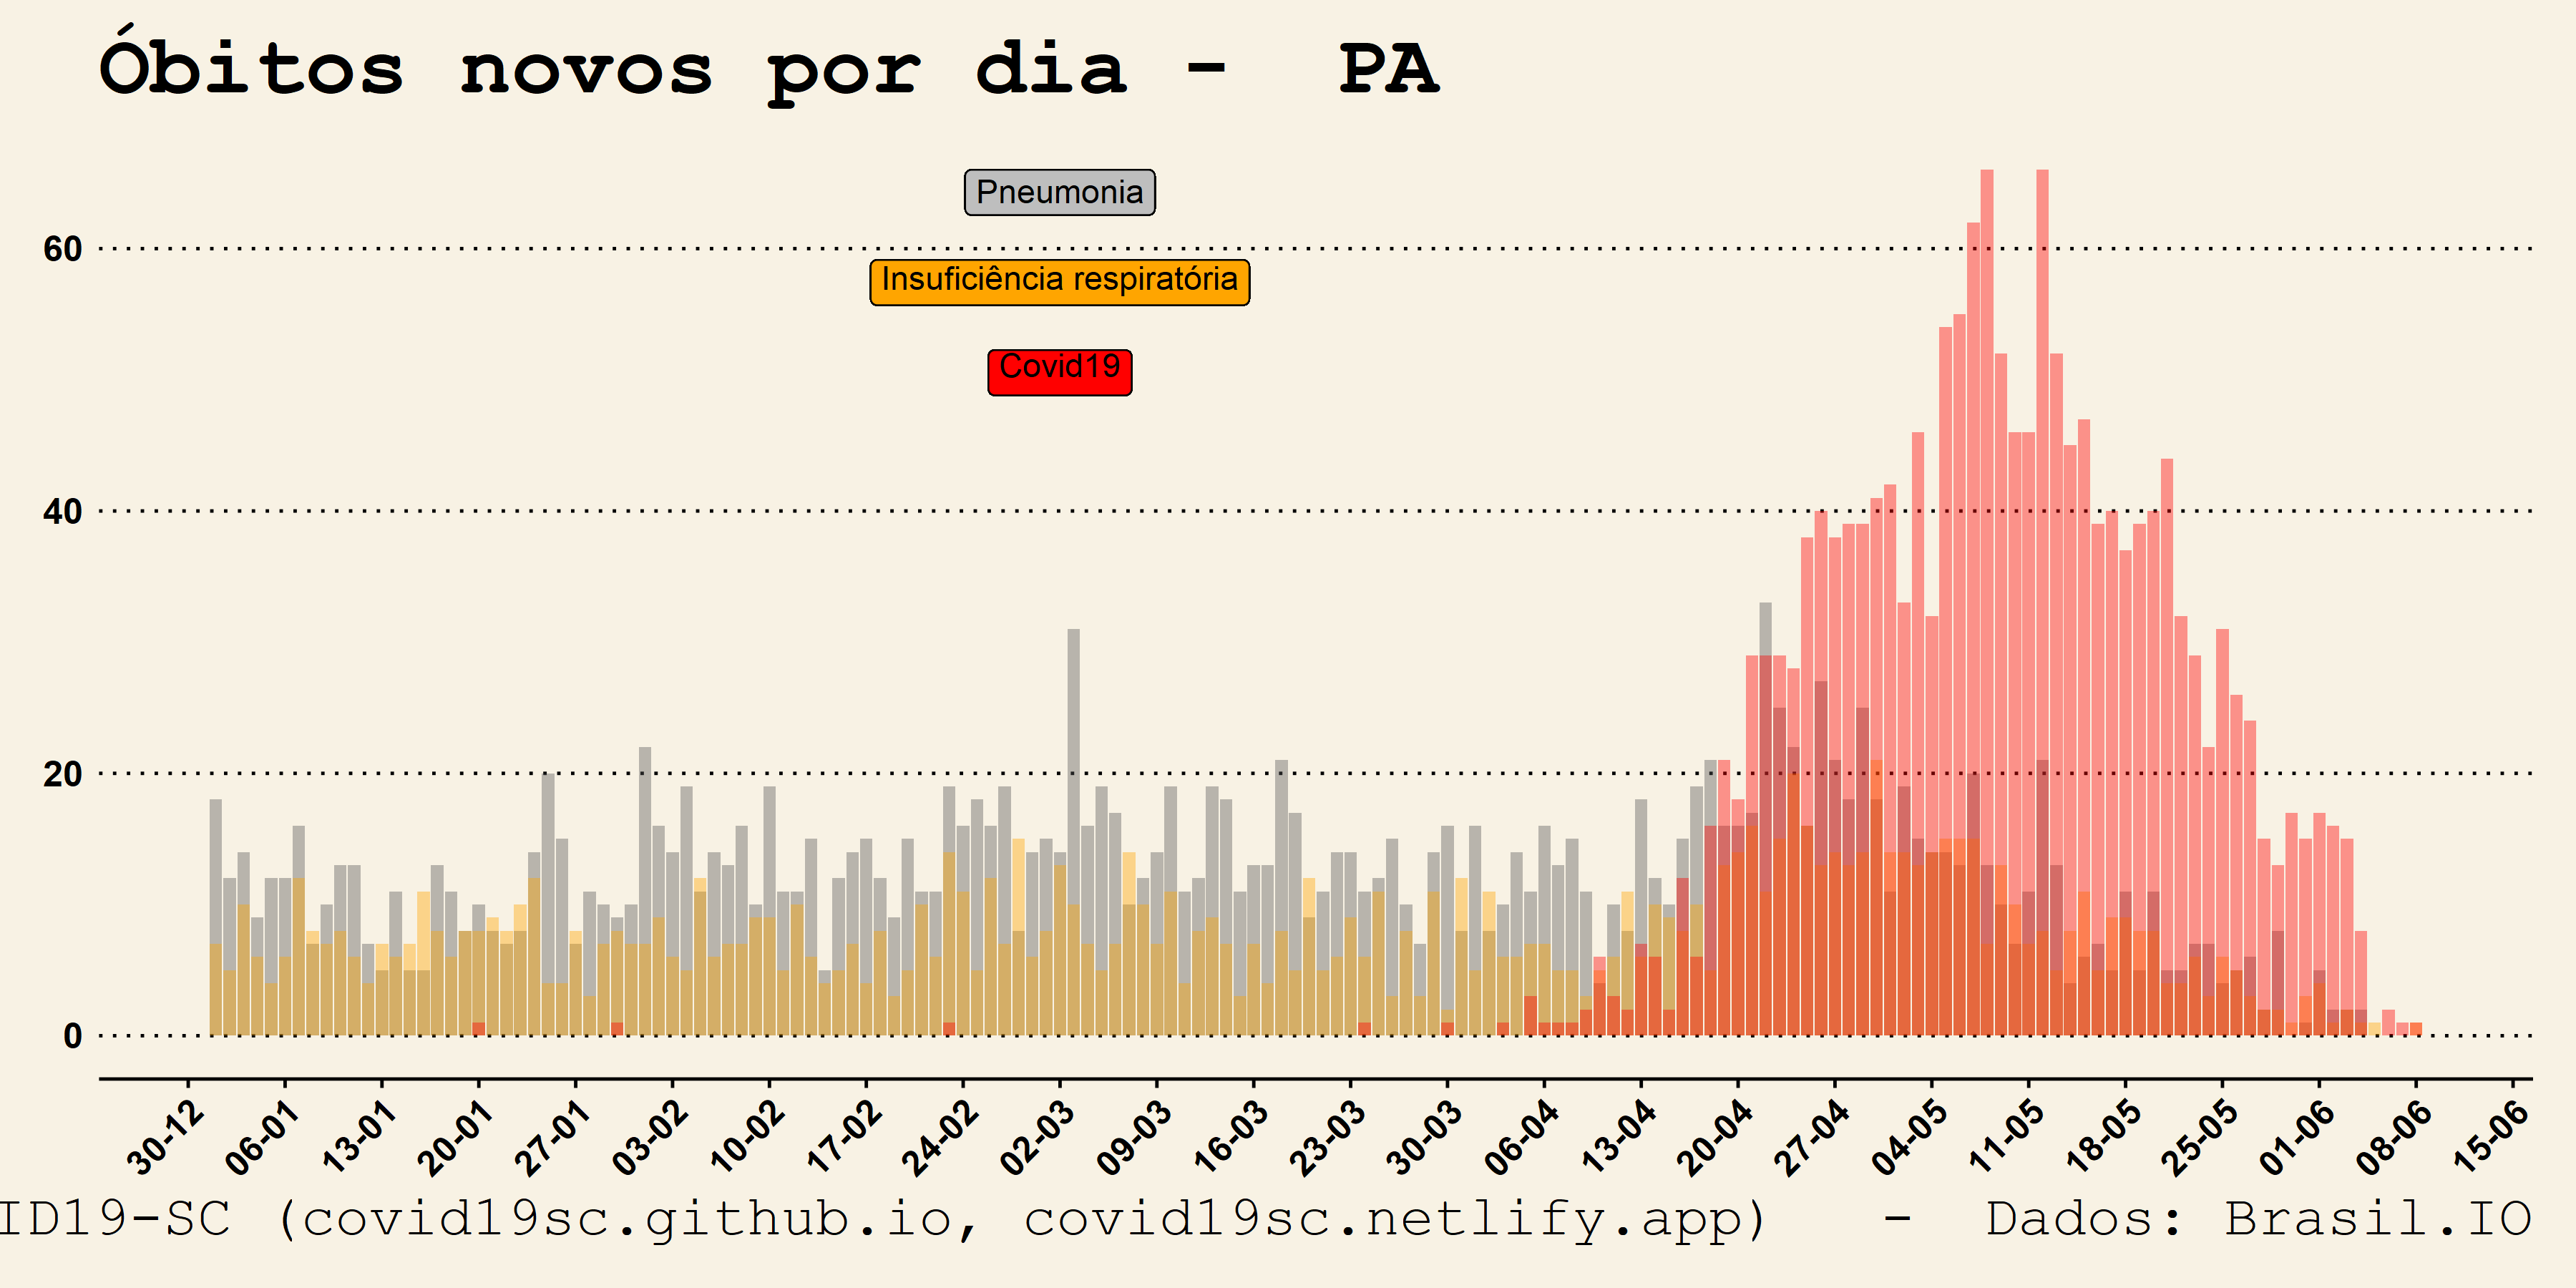 Óbitos novos por dia - PA
Pneumonia
Insuficiência respiratória
Covid19
60
40
20
0
30-12 06-01 13-01 20-01 27-01 03-02 10-02 17-02 24-02 02-03 09-03 16-03 23-03 30-03 06-04 13-04 20-04 27-04 04-05 11-05 18-05 25-05 01-06 08-06 15-06
ID19-SC (covid19sc.github.io, covid19sc.netlify.app) - Dados: Brasil.IO